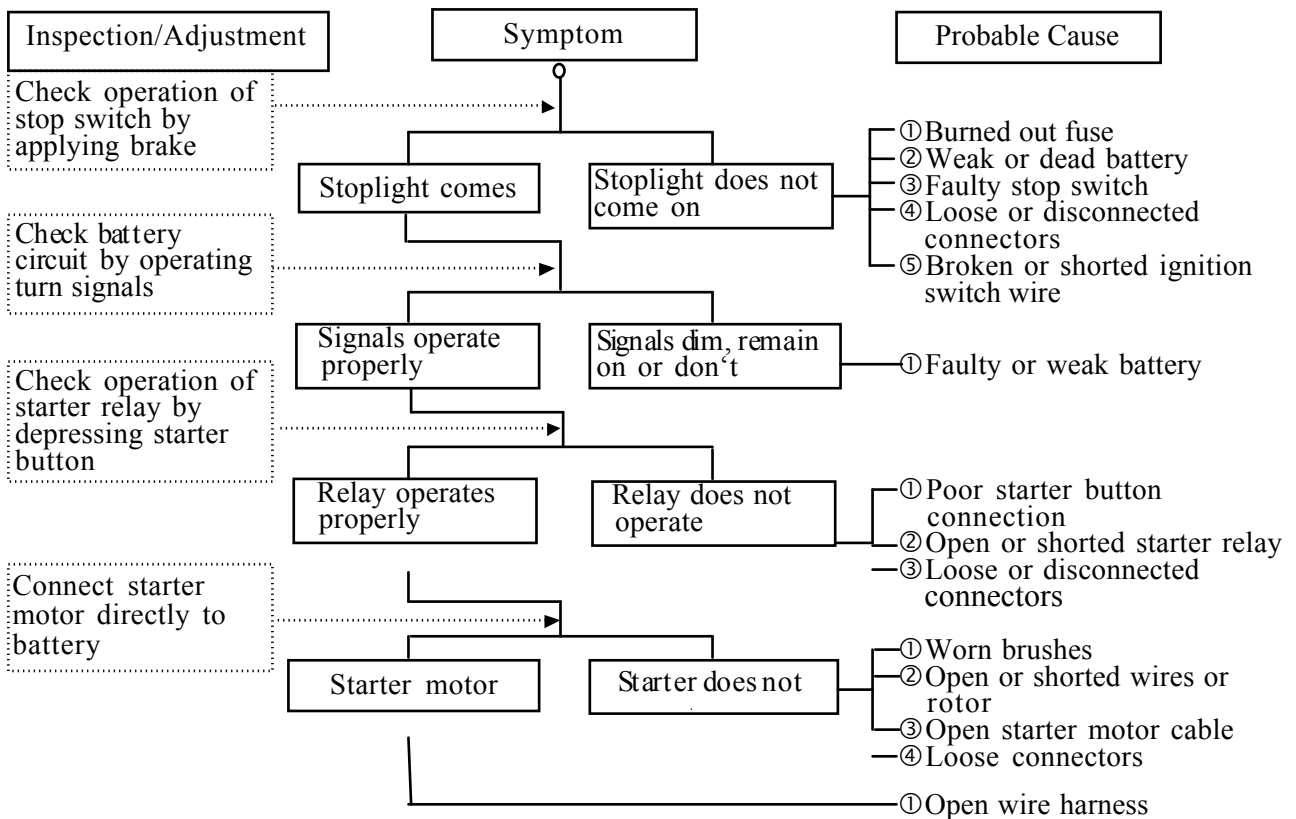 Inspection/Adjustment
Symptom
Probable Cause
Check operation of
stop switch by
applying brake
Stoplight comes
Stoplight does not
come on
①Burned out fuse
②Weak or dead battery
③Faulty stop switch
④Loose or disconnected
connectors
⑤Broken or shorted ignition
switch wire
Check battery
circuit by operating
turn signals
Signals operate
properly
Signals dim, remain
on or don‘t
①Faulty or weak battery
Check operation of
starter relay by
depressing starter
button
Relay operates
properly
Relay does not
operate
①Poor starter button
connection
②Open or shorted starter relay
③Loose or disconnected
connectors
Connect starter
motor directly to
battery
Starter motor
Starter does not
①Worn brushes
②Open or shorted wires or
rotor
③Open starter motor cable
④Loose connectors
①Open wire harness